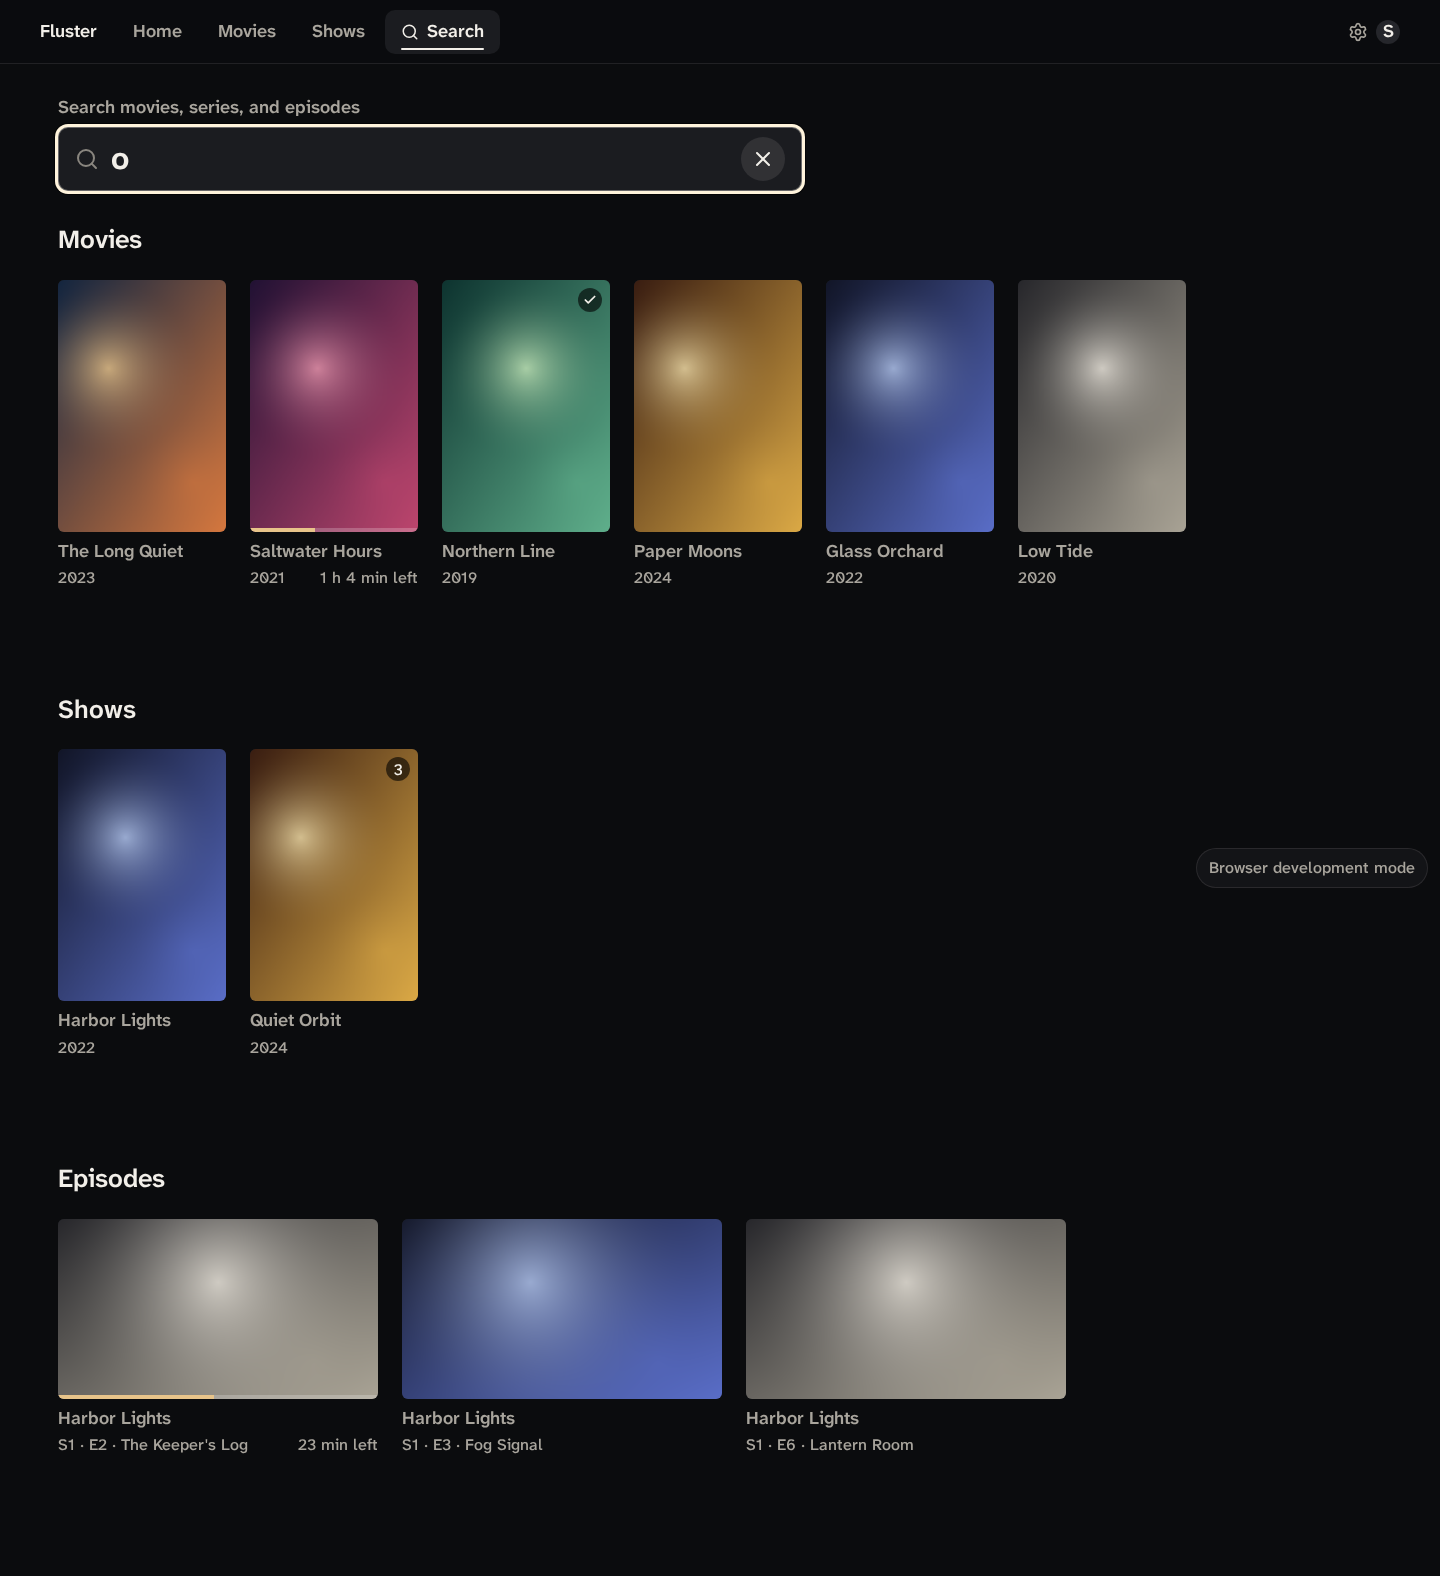 Fluster Home Movies Shows Search S
Search movies, series, and episodes
o
Movies
The Long Quiet
2023
Saltwater Hours
2021 1 h 4 min left
Northern Line
2019
Paper Moons
2024
Glass Orchard
2022
Low Tide
2020
Shows
3
Harbor Lights
2022
Quiet Orbit
2024
Browser development mode
Episodes
Harbor Lights
S1 · E2 · The Keeper's Log 23 min left
Harbor Lights
S1 · E3 · Fog Signal
Harbor Lights
S1 · E6 · Lantern Room